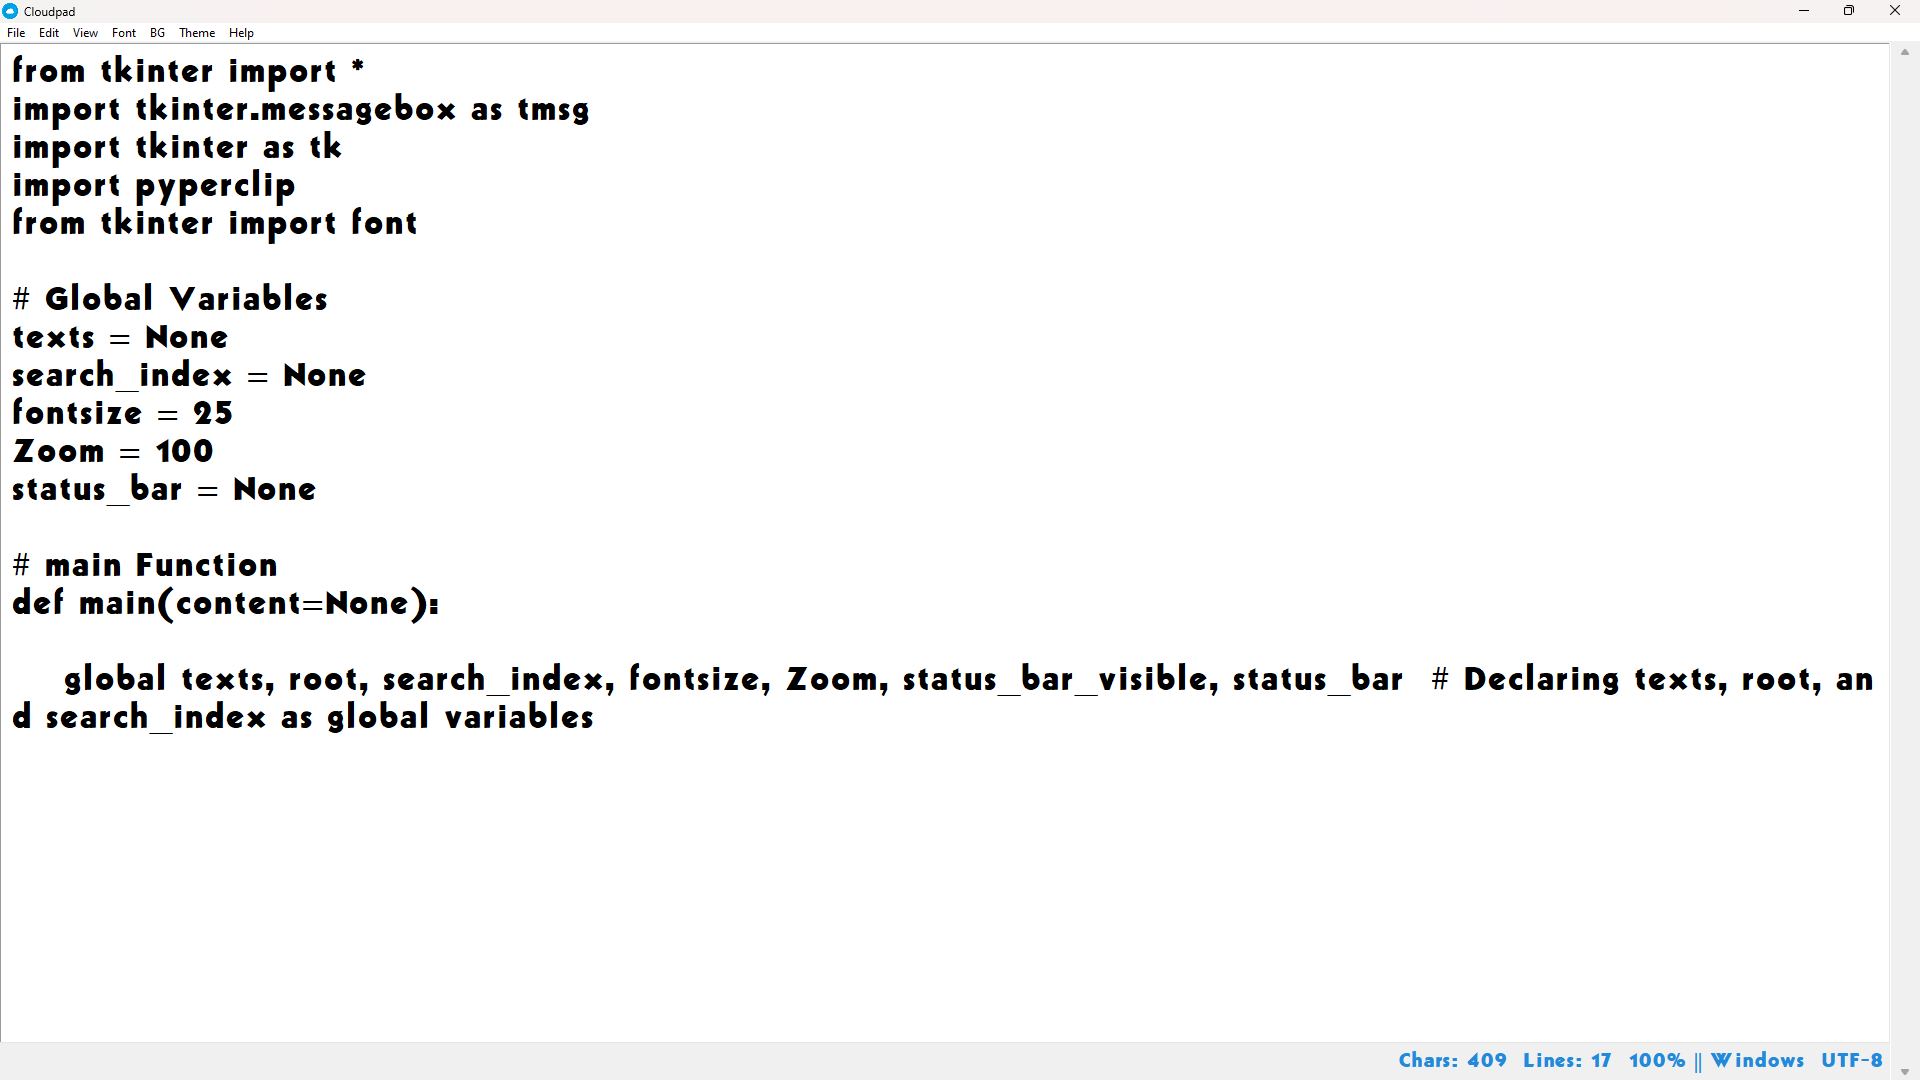 Cloudpad
File Edit View Font BG Theme Help
from tkinter import *
import tkinter.messagebox as tmsg
import tkinter as tk
import pyperclip
from tkinter import font
# Global Variables
texts = None
search_index = None
fontsize = 25
Zoom = 100
status_bar = None
# main Function
def main(content=None):
global texts, root, search_index, fontsize, Zoom, status_bar_visible, status_bar # Declaring texts, root, an
d search_index as global variables
Chars: 409 Lines: 17 100% || Windows UTF-8